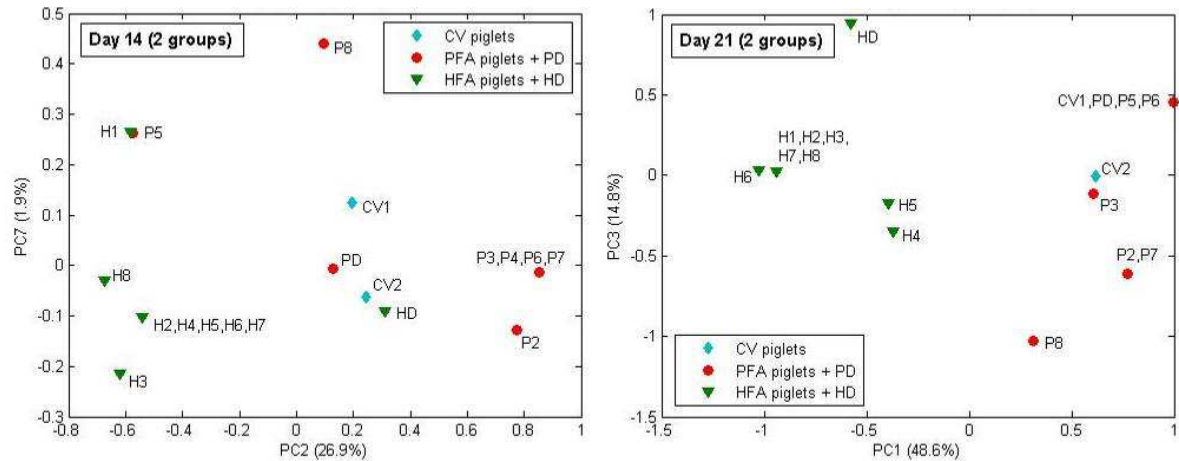 Day 14 (2 groups)
CV piglets
PFA piglets + PD
HFA piglets + HD
P8
H1
P5
CV1
PD
P3,P4,P6,P7
H8
CV2
HD
H2,H4,H5,H6,H7
P2
H3
0.5
0.4
0.3
0.2
0.1
0
-0.1
-0.2
-0.3
-0.8
-0.6
-0.4
-0.2
0
0.2
0.4
0.6
0.8
1
PC7 (1.9%)
PC2 (26.9%)
Day 21 (2 groups)
HD
CV1,PD,P5,P6
H1,H2,H3,
H7,H8
H6
CV2
P3
H5
H4
P2,P7
P8
CV piglets
PFA piglets + PD
HFA piglets + HD
1
0.5
0
-0.5
-1
-1.5
-1.5
-1
-0.5
0
0.5
1
PC3 (14.8%)
PC1 (48.6%)